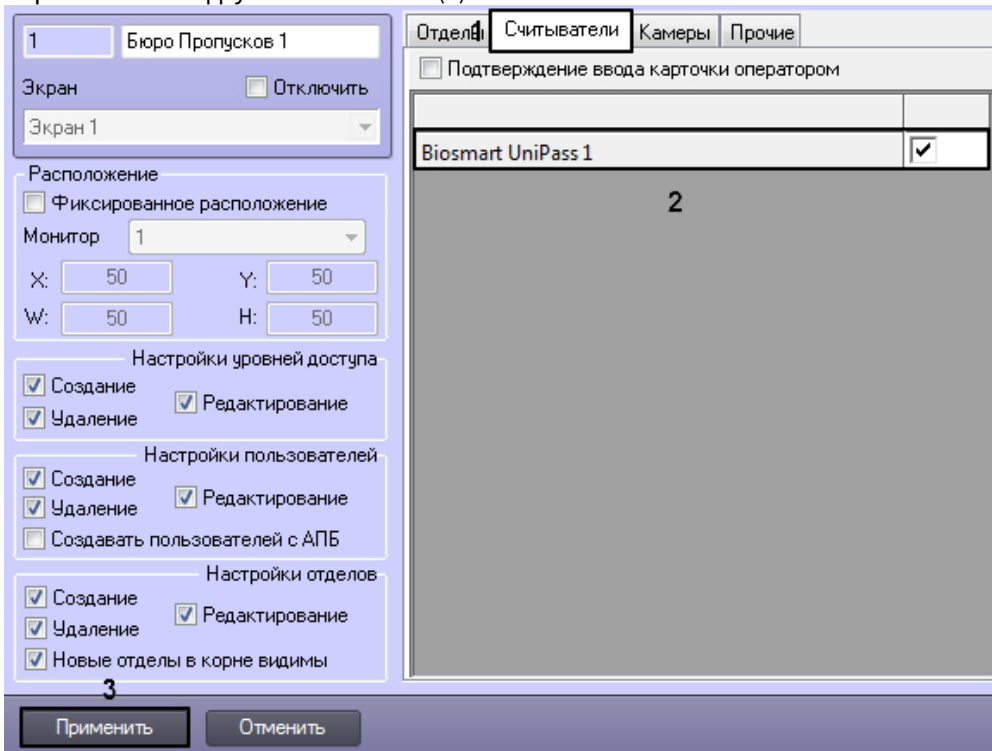 1 Бюро Пропусков 1
Экран Отключить
Экран 1
Расположение
Фиксированное расположение
Монитор 1
X: 50 Y: 50
W: 50 H: 50
Настройки уровней доступа
Создание
Редактирование
Удаление
Настройки пользователей
Создание
Редактирование
Удаление
Создавать пользователей с АПБ
Настройки отделов
Создание
Редактирование
Удаление
Новые отделы в корне видимы
3
Применить Отменить
Отделы 1 Считыватели Камеры Прочие
Подтверждение ввода карточки оператором
Biosmart UniPass 1
2